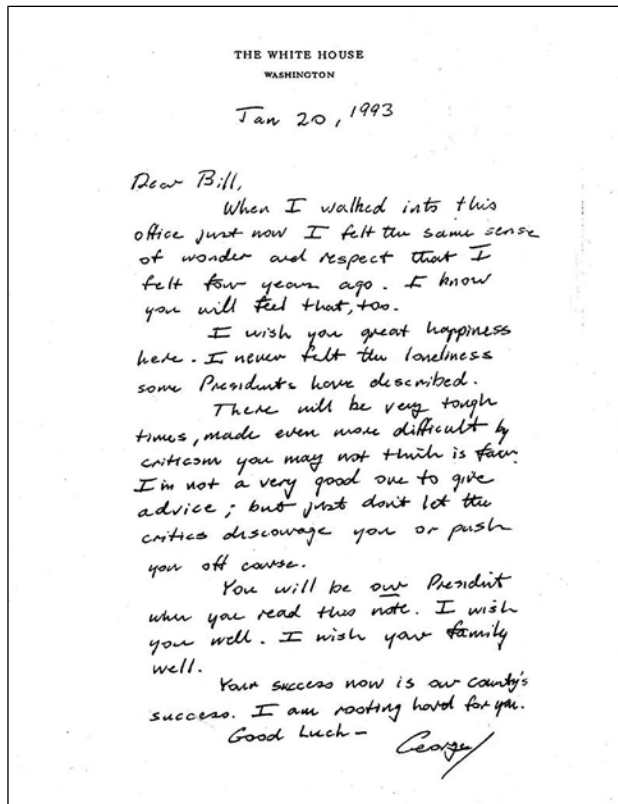 THE WHITE HOUSE
WASHINGTON
Jan 20, 1993
Dear Bill,
When I walked into this
office just now I felt the same sense
of wonder and respect that I
felt four years ago. I know
you will feel that, too.
I wish you great happiness
here. I never felt the loneliness
some Presidents have described.
There will be very tough
times, made even more difficult by
criticism you may not think is fair.
I'm not a very good one to give
advice; but just don't let the
critics discourage you or push
you off course.
You will be our President
when you read this note. I wish
you well. I wish your family
well.
Your success now is our county's
success. I am rooting hard for you.
Good Luck -
George